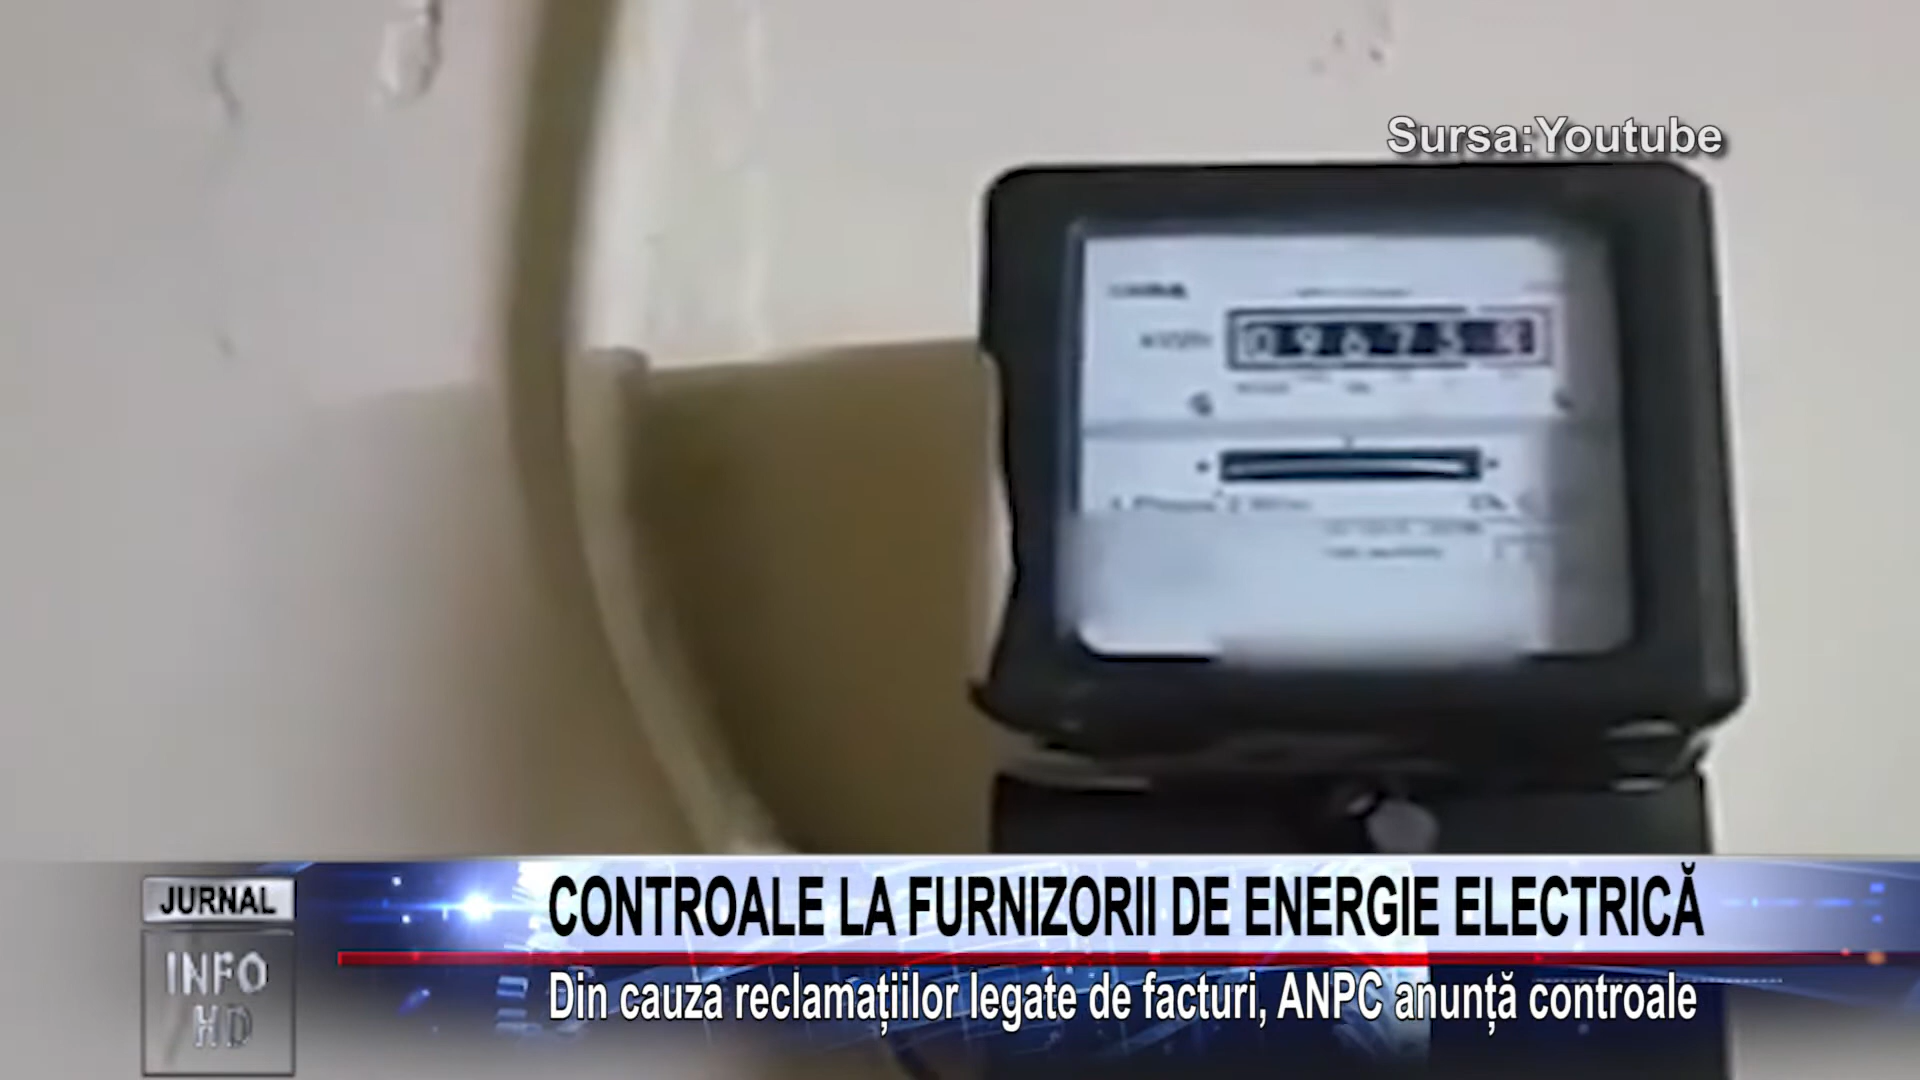 Sursa:Youtube
09675
JURNAL
INFO
HD
CONTROALE LA FURNIZORII DE ENERGIE ELECTRICĂ
Din cauza reclamațiilor legate de facturi, ANPC anunță controale